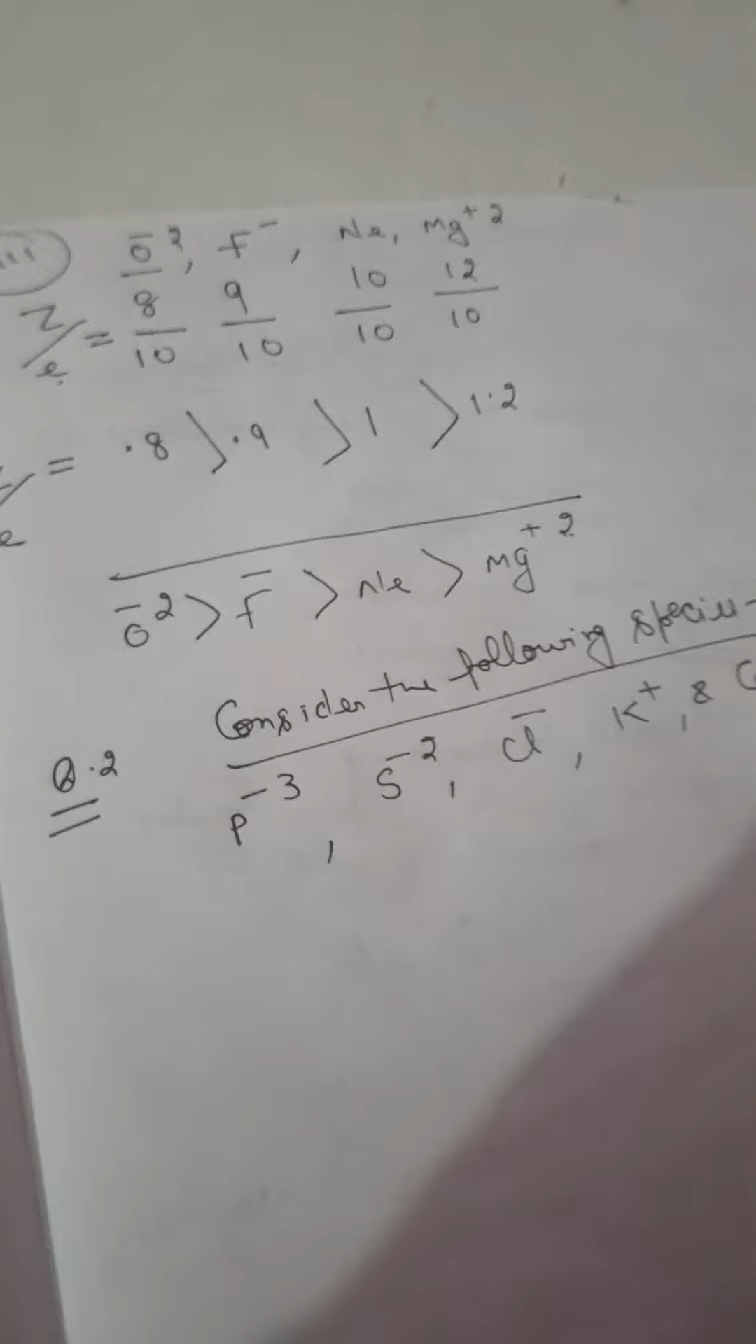 iii
O⁻², F⁻, Ne, Mg⁺²
Z/e = 8/10 9/10 10/10 12/10
= .8 > .9 > 1 > 1.2
O⁻² > F⁻ > Ne > Mg⁺²
Q.2 Consider the following species-
P⁻³, S⁻², Cl⁻, K⁺, &